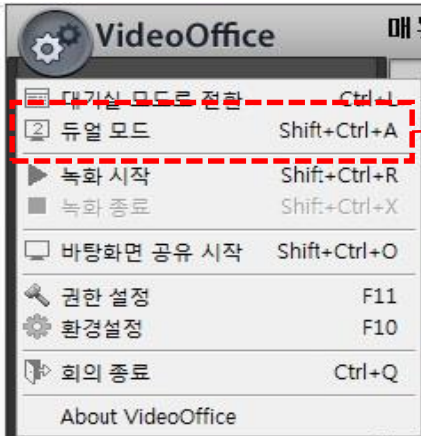 VideoOffice
대기실 모드로 전환 Ctrl+L
2 듀얼 모드 Shift+Ctrl+A
녹화 시작 Shift+Ctrl+R
녹화 종료 Shift+Ctrl+X
바탕화면 공유 시작 Shift+Ctrl+O
권한 설정 F11
환경설정 F10
회의 종료 Ctrl+Q
About VideoOffice